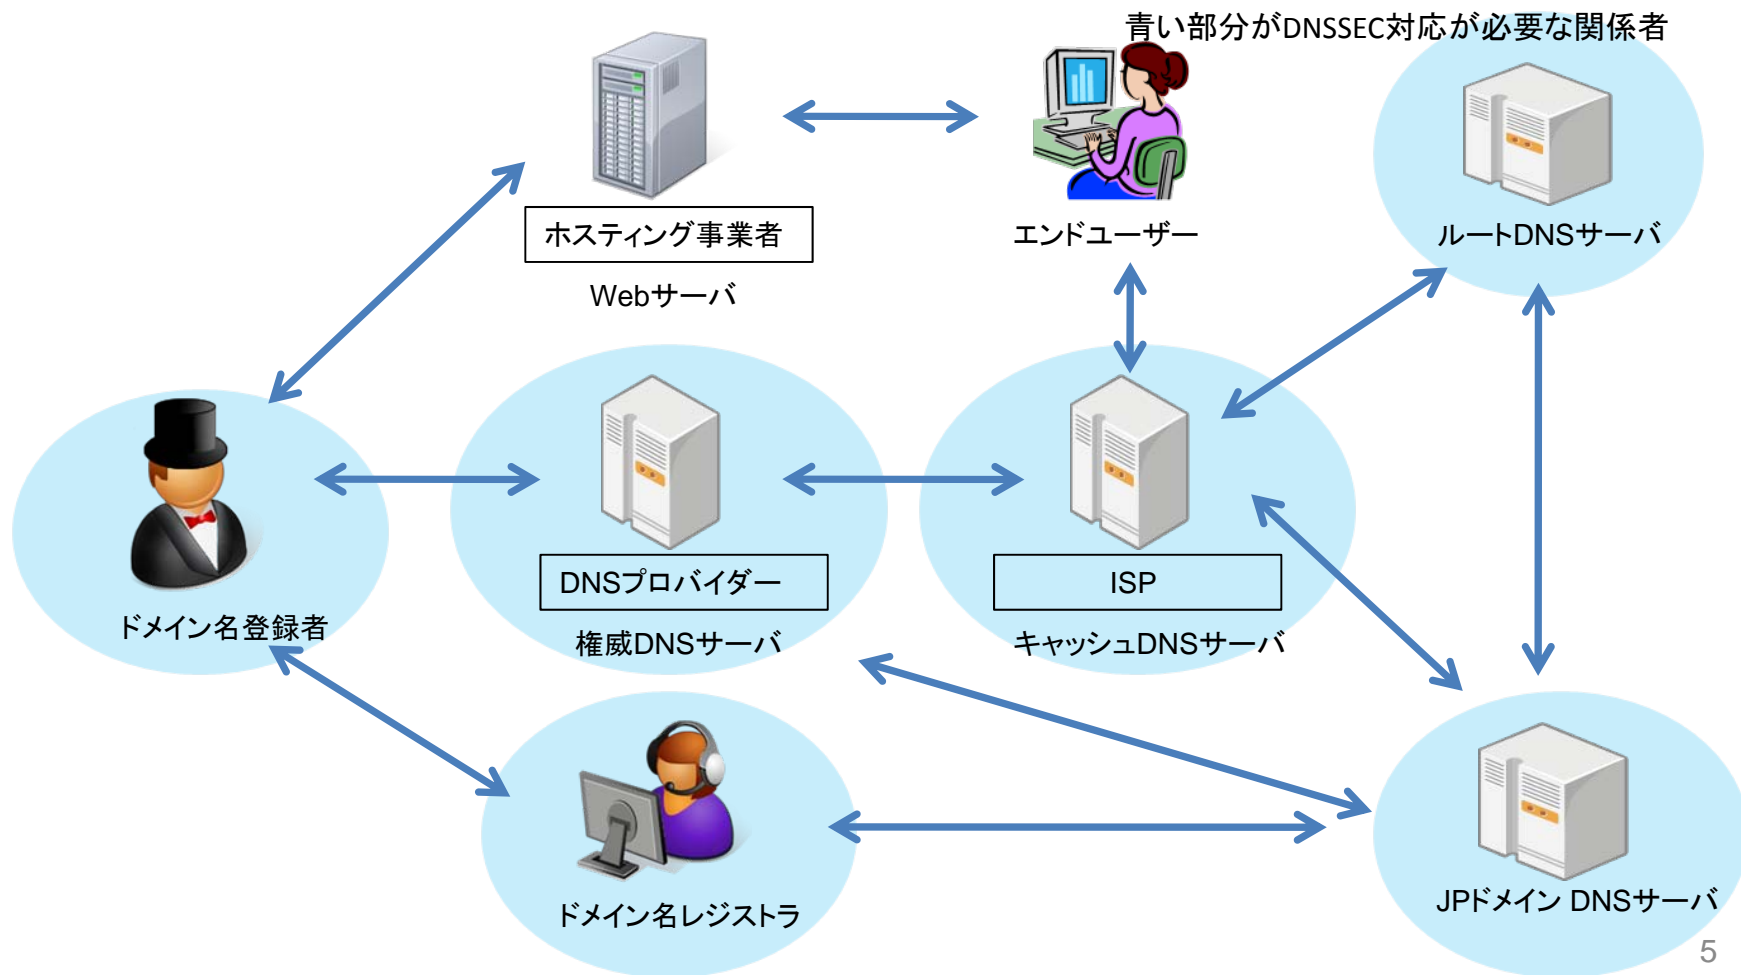 青い部分がDNSSEC対応が必要な関係者
ホスティング事業者
Webサーバ
エンドユーザー
ルートDNSサーバ
ドメイン名登録者
DNSプロバイダー
権威DNSサーバ
ISP
キャッシュDNSサーバ
ドメイン名レジストラ
JPドメイン DNSサーバ
5